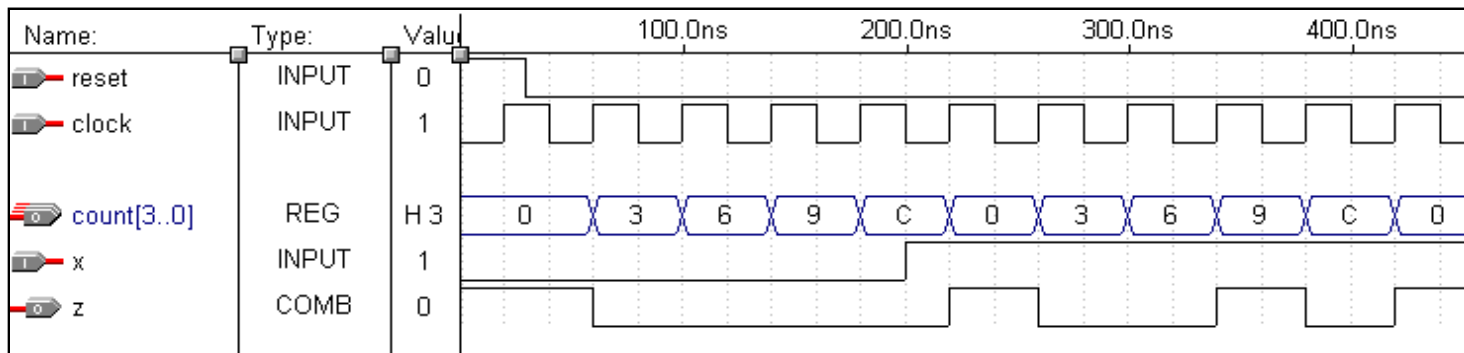 Name: Type: Valu 100.0ns 200.0ns 300.0ns 400.0ns
I reset INPUT 0
I clock INPUT 1
O count[3..0] REG H 3 0 3 6 9 C 0 3 6 9 C 0
I x INPUT 1
O z COMB 0